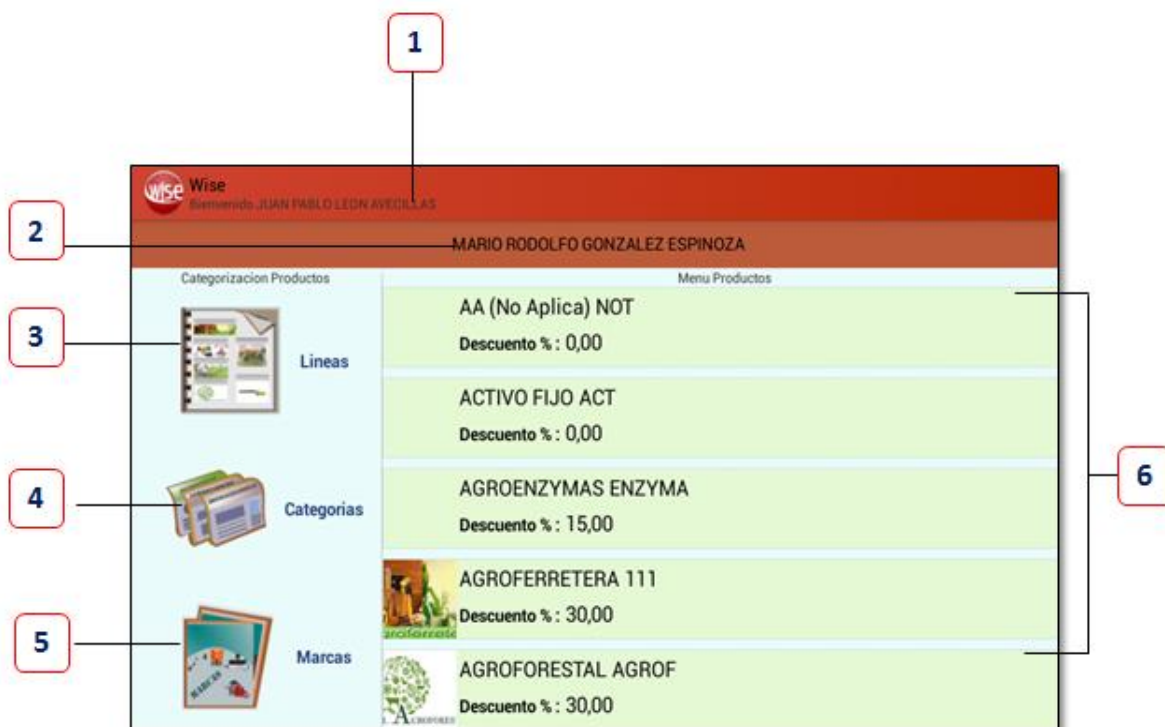 1
wise
Wise
Bienvenido JUAN PABLO LEON AVECILLAS
2
MARIO RODOLFO GONZALEZ ESPINOZA
Categorizacion Productos
Menu Productos
3
Lineas
4
Categorias
5
MARCAS
Marcas
AA (No Aplica) NOT
Descuento % : 0,00
ACTIVO FIJO ACT
Descuento % : 0,00
AGROENZYMAS ENZYMA
Descuento % : 15,00
AGROFERRETERA 111
Descuento % : 30,00
AGROFORESTAL AGROF
Descuento % : 30,00
6